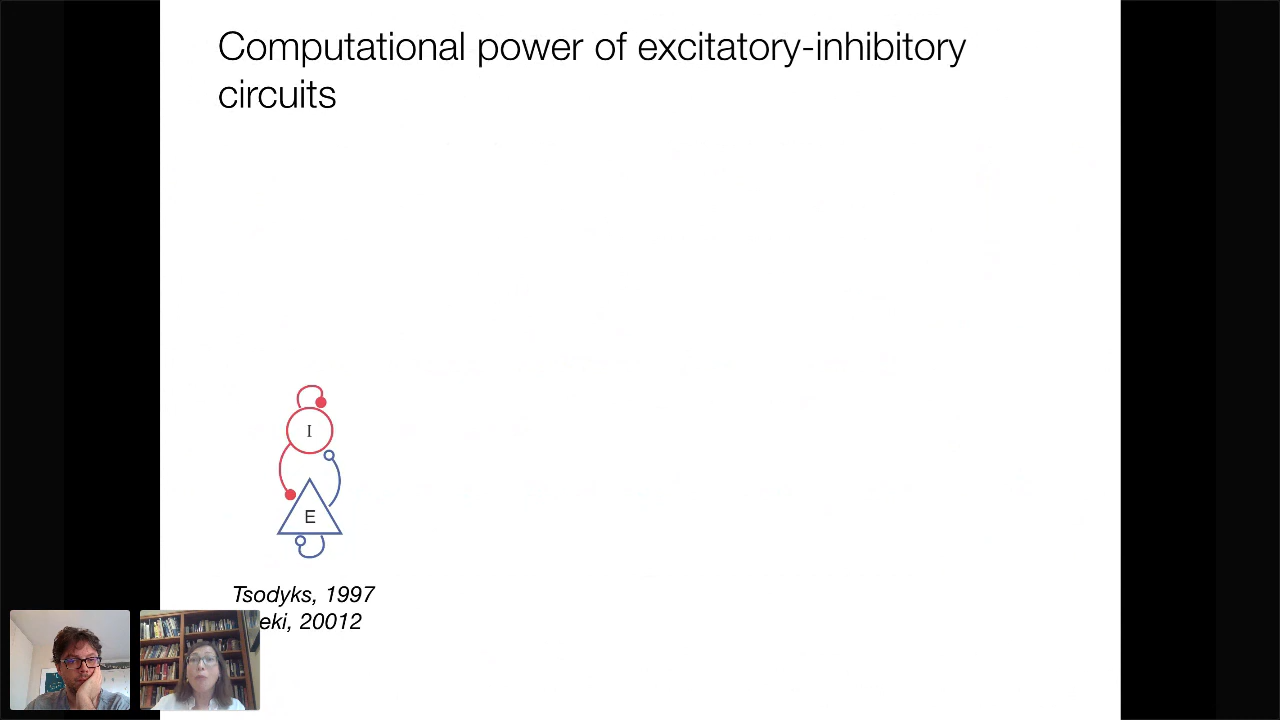 Computational power of excitatory-inhibitory
circuits
I
E
Tsodyks, 1997
eki, 20012